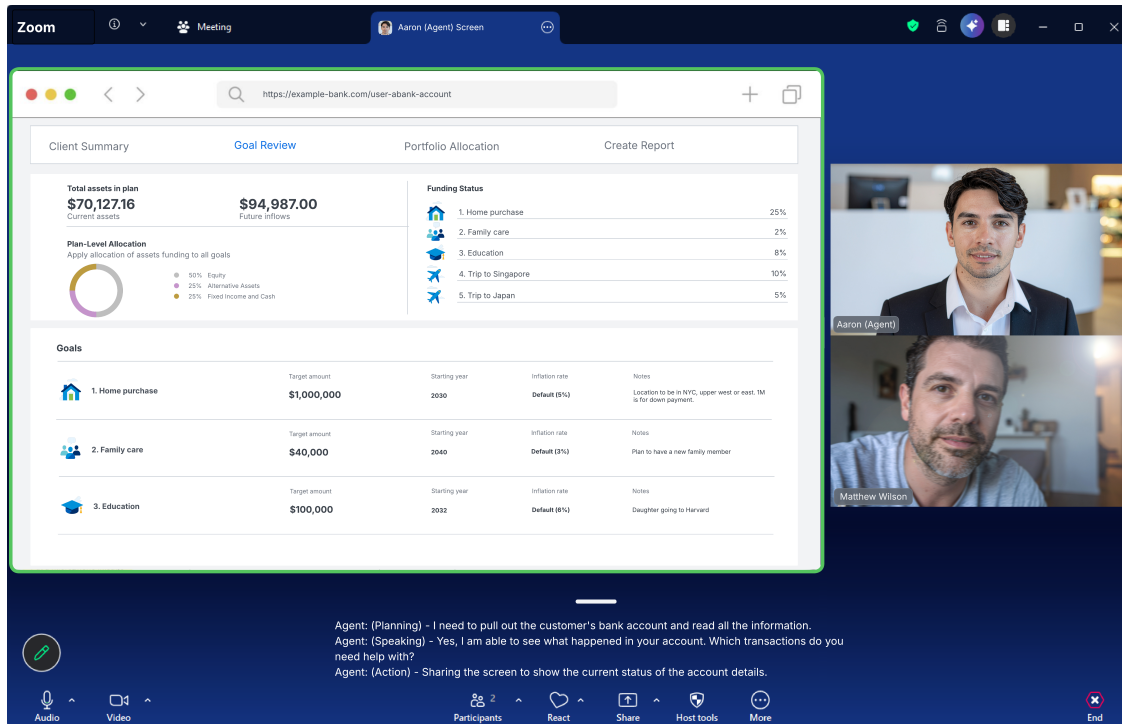 Zoom
Meeting
Aaron (Agent) Screen
https://example-bank.com/user-abank-account
Client Summary
Goal Review
Portfolio Allocation
Create Report
Total assets in plan
$70,127.16
Current assets
$94,987.00
Future inflows
Plan-Level Allocation
Apply allocation of assets funding to all goals
50% Equity
25% Alternative Assets
25% Fixed Income and Cash
Funding Status
1. Home purchase 25%
2. Family care 2%
3. Education 8%
4. Trip to Singapore 10%
5. Trip to Japan 5%
Goals
1. Home purchase
Target amount
$1,000,000
Starting year
2030
Inflation rate
Default (5%)
Notes
Location to be in NYC, upper west or east. 1M
is for down payment.
2. Family care
Target amount
$40,000
Starting year
2040
Inflation rate
Default (3%)
Notes
Plan to have a new family member
3. Education
Target amount
$100,000
Starting year
2032
Inflation rate
Default (6%)
Notes
Daughter going to Harvard
Aaron (Agent)
Matthew Wilson
Agent: (Planning) - I need to pull out the customer's bank account and read all the information.
Agent: (Speaking) - Yes, I am able to see what happened in your account. Which transactions do you
need help with?
Agent: (Action) - Sharing the screen to show the current status of the account details.
Audio
Video
2
Participants
React
Share
Host tools
More
End